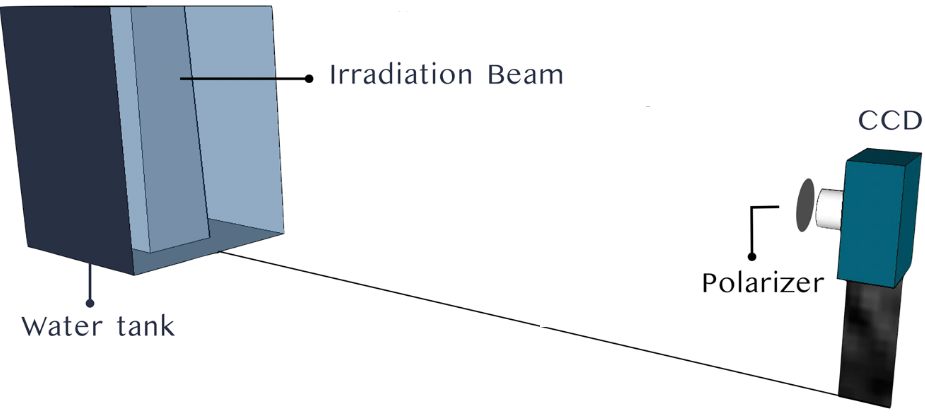 Irradiation Beam
CCD
Polarizer
Water tank